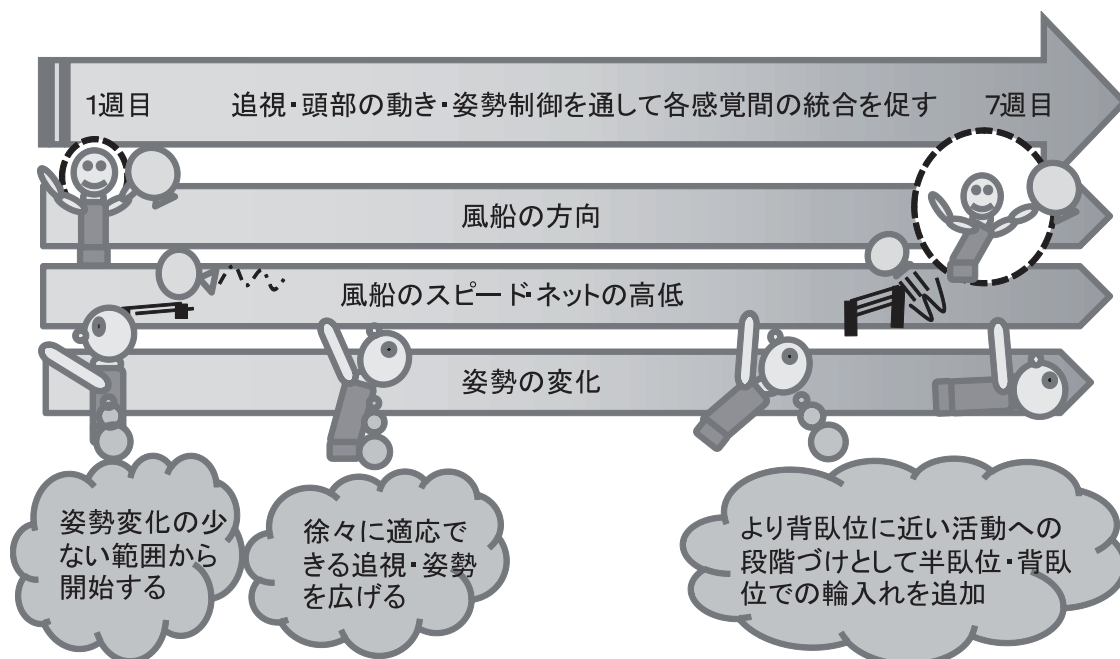 1週目 追視・頭部の動き・姿勢制御を通して各感覚間の統合を促す 7週目
風船の方向
風船のスピード・ネットの高低
姿勢の変化
姿勢変化の少
ない範囲から
開始する
徐々に適応で
きる追視・姿勢
を広げる
より背臥位に近い活動への
段階づけとして半臥位・背臥
位での輪入れを追加